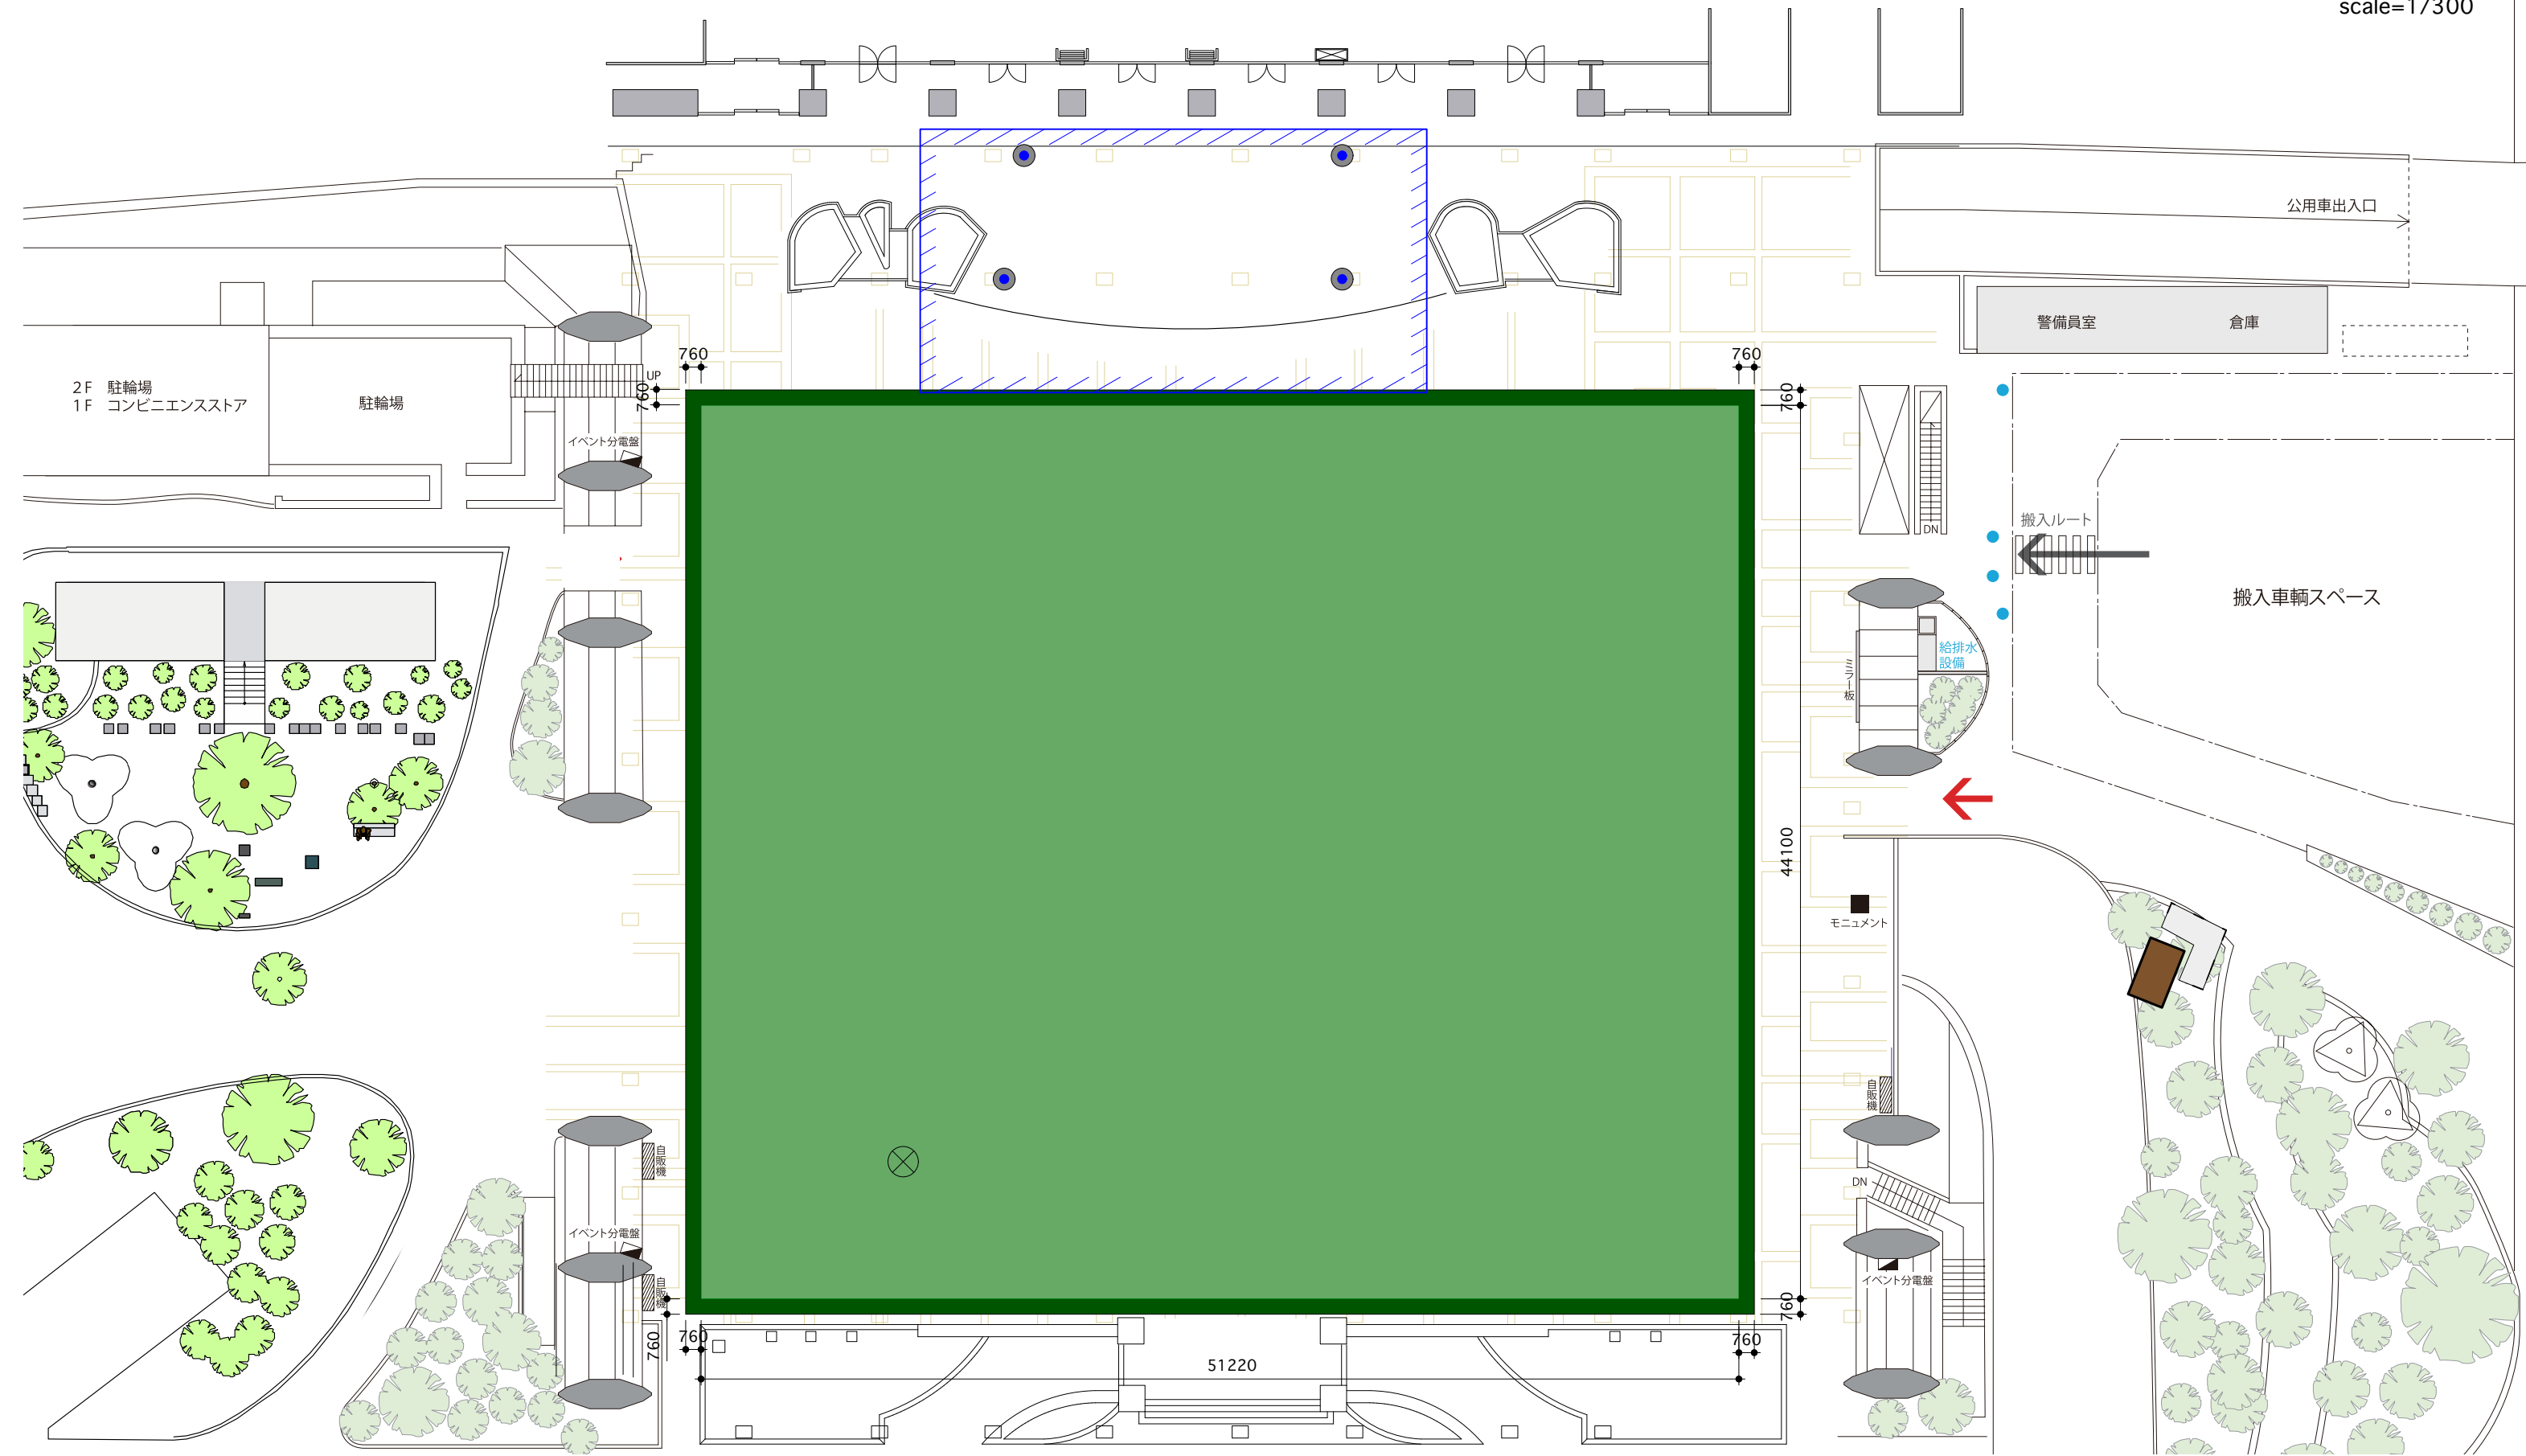 scale=1/300
公用車出入口
警備員室
倉庫
760
760
UP
760
760
2F 駐輪場
1F コンビニエンスストア
駐輪場
イベント分電盤
搬入ルート
DN
搬入車輌スペース
給排水
設備
ミラー板
44100
モニュメント
自販機
自販機
DN
イベント分電盤
イベント分電盤
自販機
760
760
760
760
51220